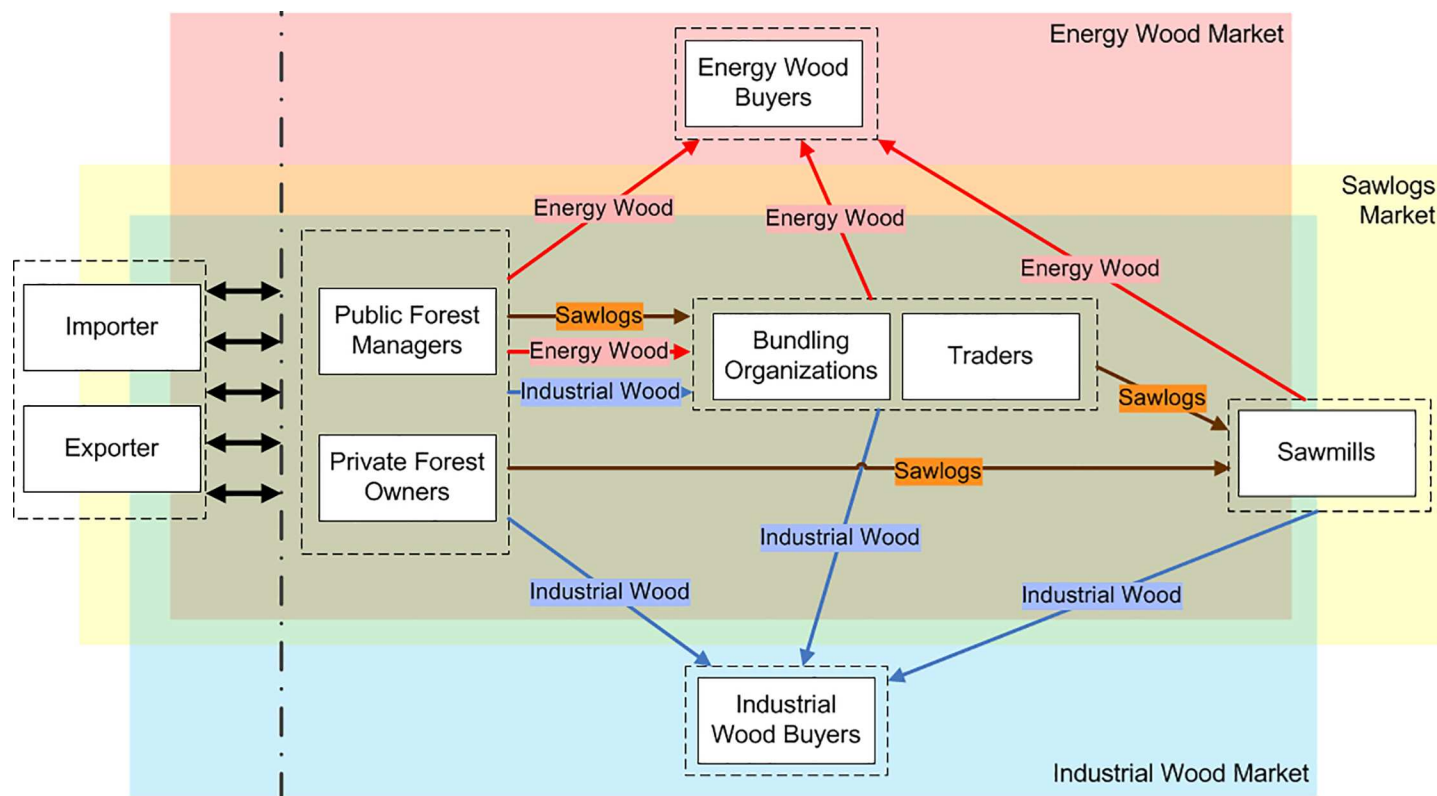 Energy Wood Market
Energy Wood
Buyers
Sawlogs
Market
Energy Wood
Energy Wood
Energy Wood
Importer
Exporter
Public Forest
Managers
Private Forest
Owners
Sawlogs
Energy Wood
Industrial Wood
Bundling
Organizations
Traders
Sawlogs
Sawmills
Sawlogs
Industrial Wood
Industrial Wood
Industrial Wood
Industrial
Wood Buyers
Industrial Wood Market